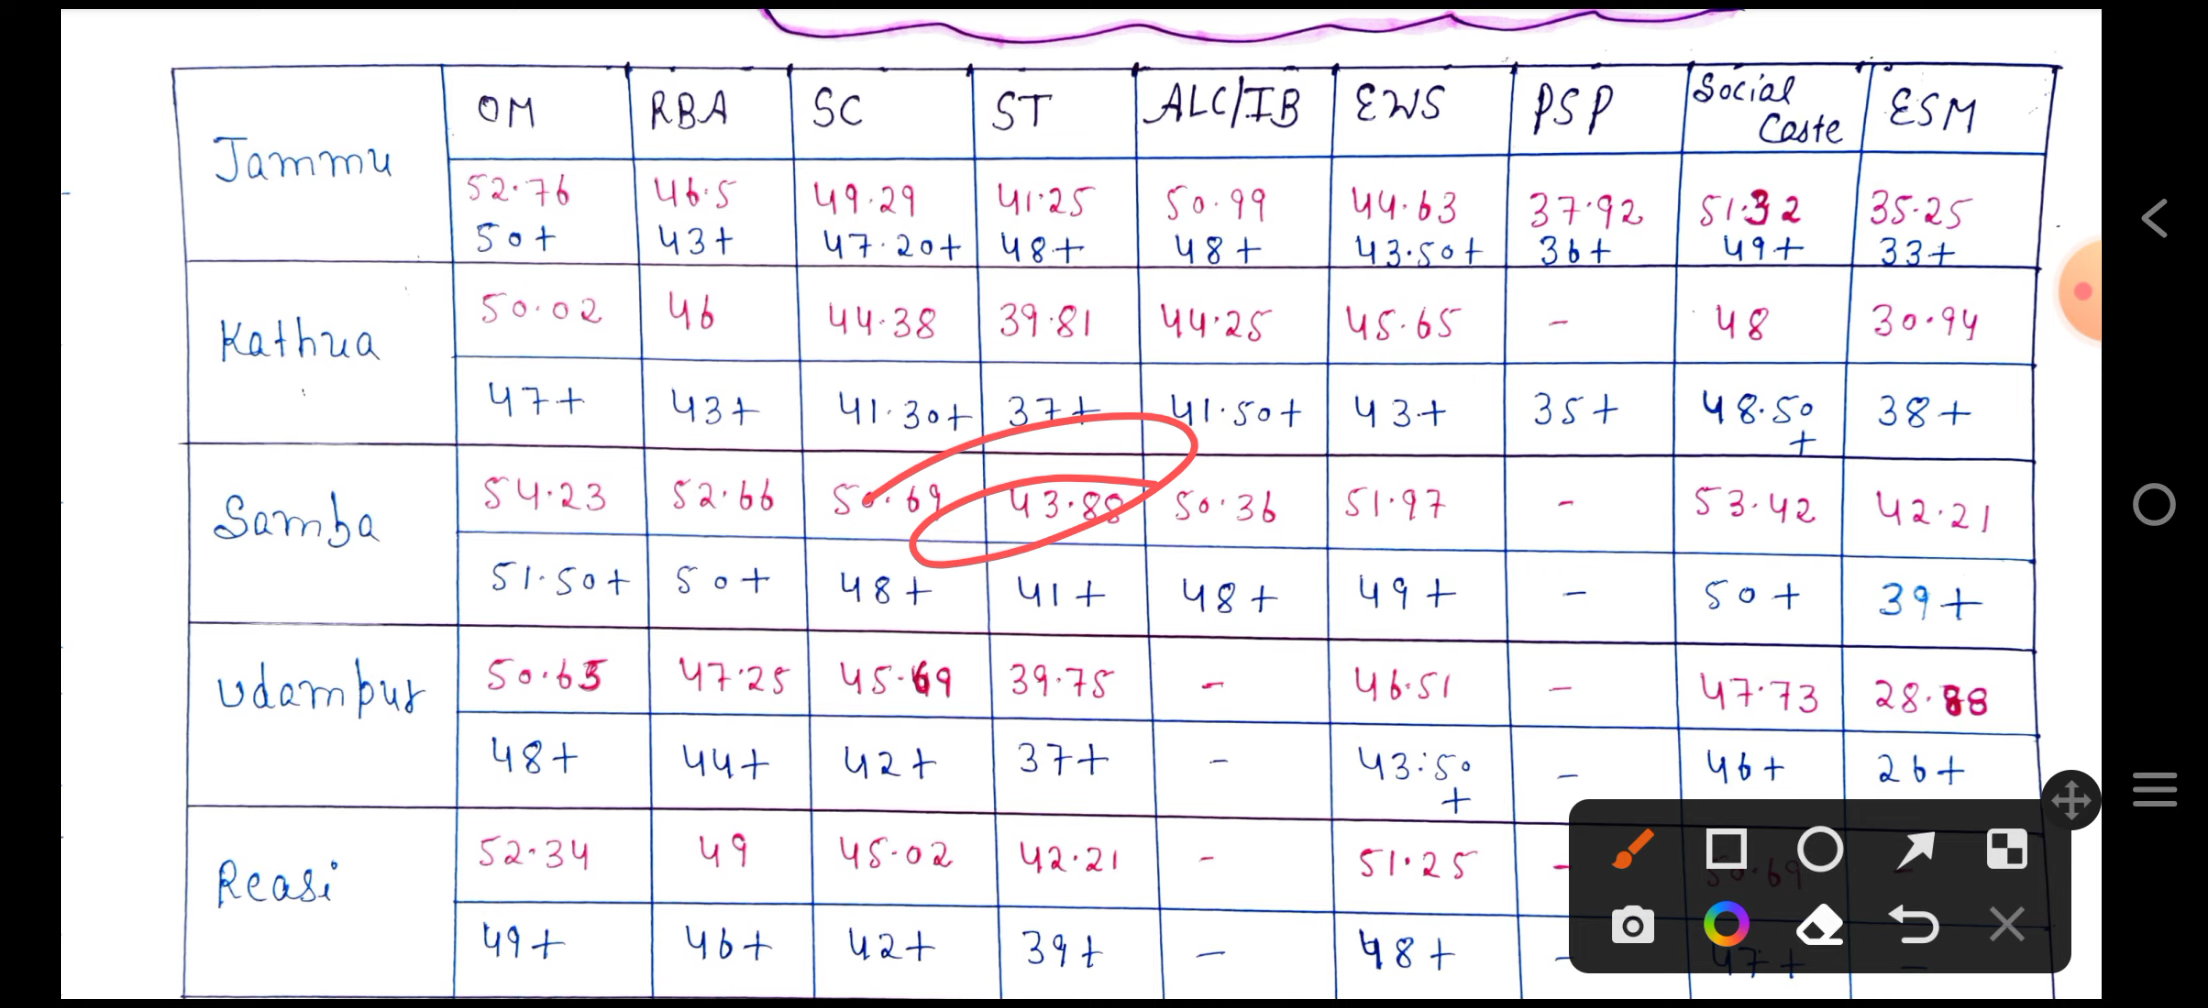 OM RBA SC ST ALC/IB EWS PSP Social Caste ESM
Jammu
52.76 46.5 49.29 41.25 50.99 44.63 37.92 51.32 35.25
50+ 43+ 47.20+ 48+ 48+ 43.50+ 36+ 49+ 33+
Kathua
50.02 46 44.38 39.81 44.25 45.65 - 48 30.94
47+ 43+ 41.30+ 37+ 41.50+ 43+ 35+ 48.50+ 38+
Samba
54.23 52.66 50.69 43.88 50.36 51.97 - 53.42 42.21
51.50+ 50+ 48+ 41+ 48+ 49+ - 50+ 39+
Udampur
50.63 47.25 45.69 39.75 - 46.51 - 47.73 28.88
48+ 44+ 42+ 37+ - 43.50+ - 46+ 26+
Reasi
52.34 49 45.02 42.21 - 51.25 - 50.69 -
49+ 46+ 42+ 39+ - 48+ - 47+ -